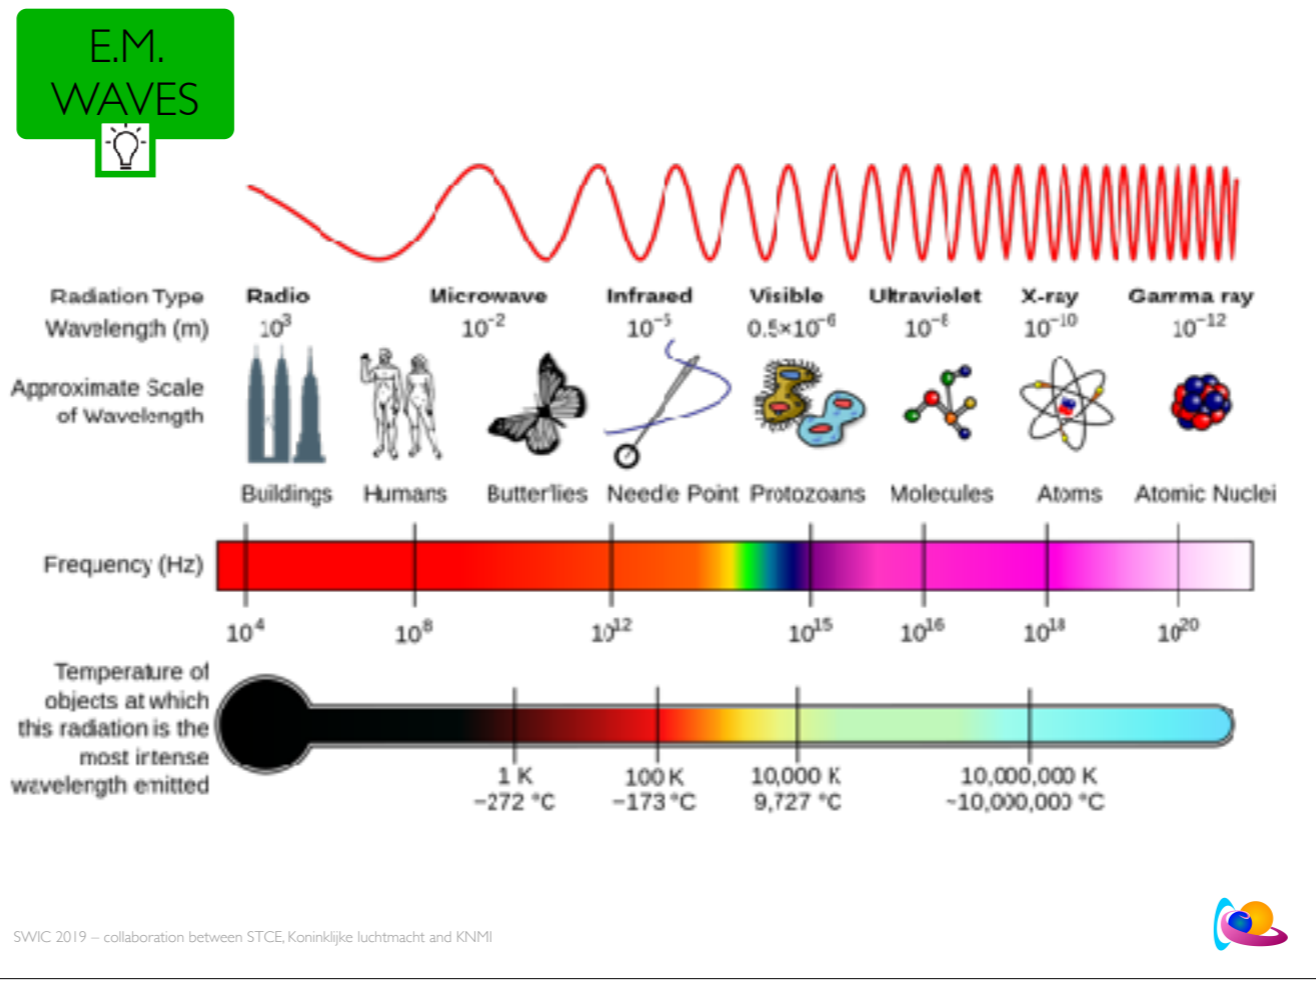 E.M.
WAVES
Radiation Type Radio Microwave Infrared Visible Ultraviolet X-ray Gamma ray
Wavelength (m) 10³ 10⁻² 10⁻⁵ 0.5×10⁻⁶ 10⁻⁸ 10⁻¹⁰ 10⁻¹²
Approximate Scale
of Wavelength
Buildings Humans Butterflies Needle Point Protozoans Molecules Atoms Atomic Nuclei
Frequency (Hz)
10⁴ 10⁸ 10¹² 10¹⁵ 10¹⁶ 10¹⁸ 10²⁰
Temperature of
objects at which
this radiation is the
most intense
wavelength emitted
1 K 100 K 10,000 K 10,000,000 K
−272 °C −173 °C 9,727 °C ~10,000,000 °C
SWIC 2019 – collaboration between STCE, Koninklijke luchtmacht and KNMI